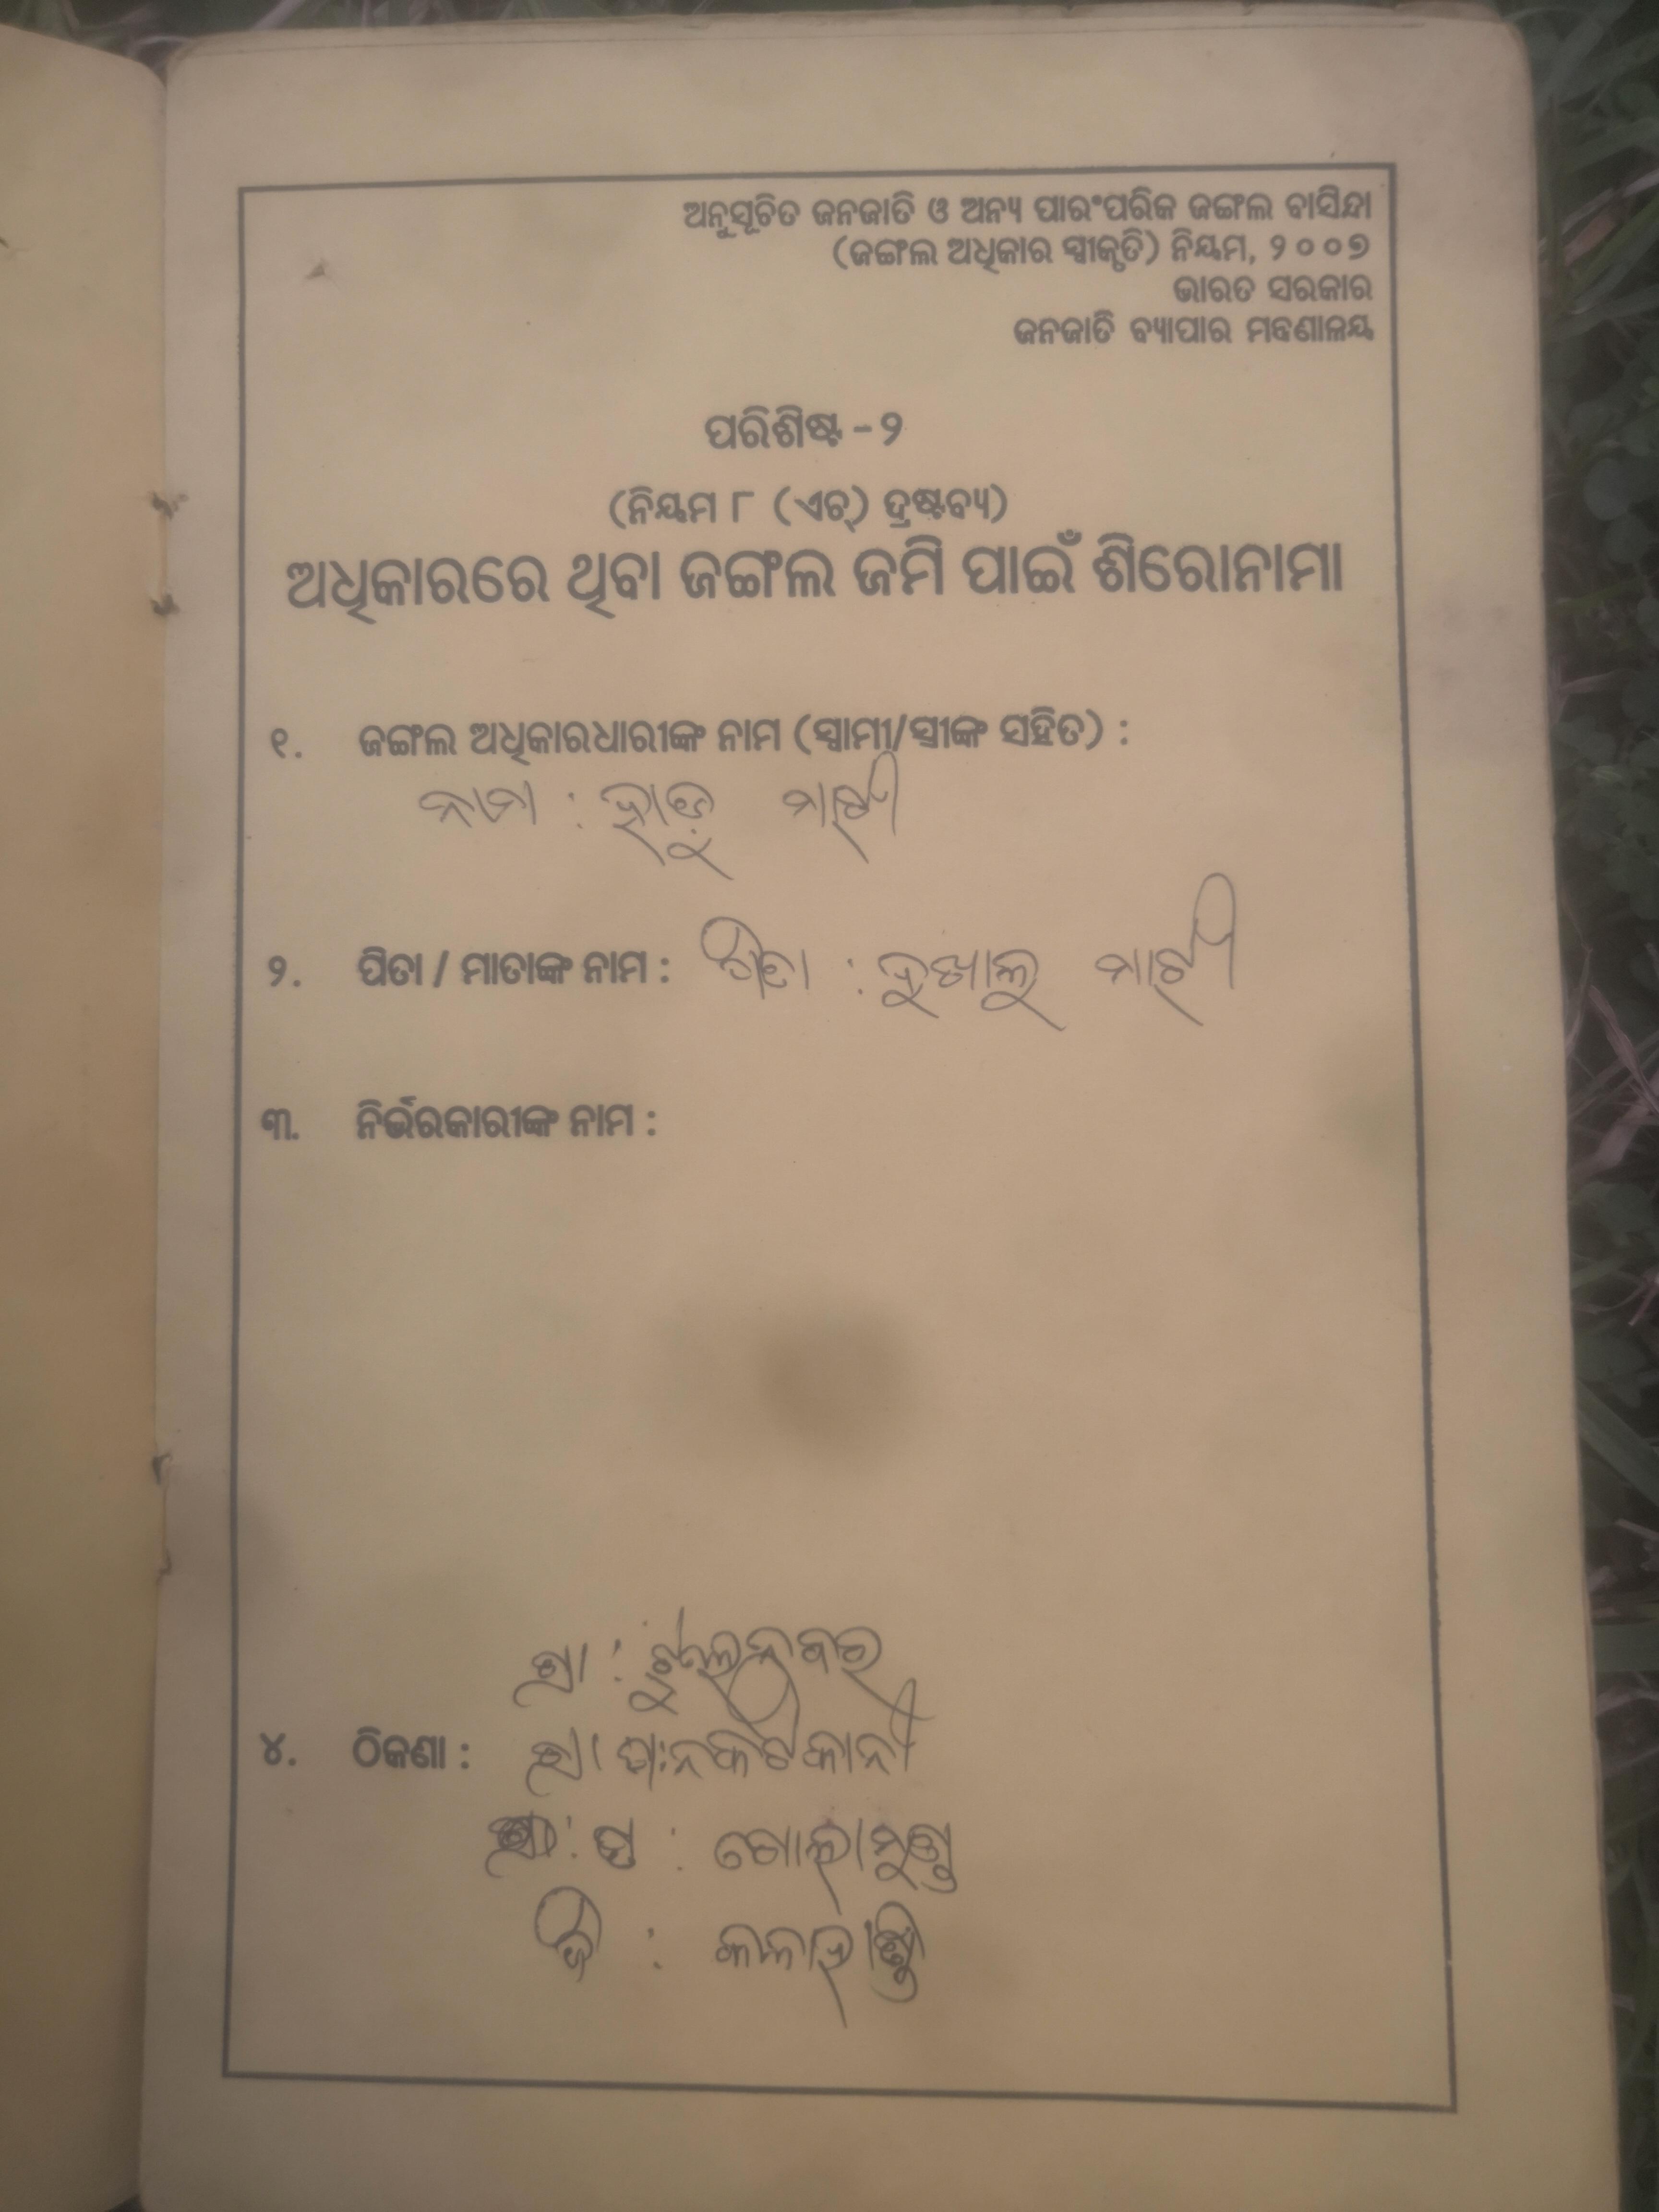 ଅନୁସୂଚିତ ଜନଜାତି ଓ ଅନ୍ୟ ପାରଂପରିକ ଜଙ୍ଗଲ ବାସିନ୍ଦା
(ଜଙ୍ଗଲ ଅଧିକାର ସ୍ୱୀକୃତି) ନିୟମ, ୨୦୦୭
ଭାରତ ସରକାର
ଜନଜାତି ବ୍ୟାପାର ମନ୍ତ୍ରଣାଳୟ
ପରିଶିଷ୍ଟ - ୨
(ନିୟମ ୮ (ଏଚ୍) ଦ୍ରଷ୍ଟବ୍ୟ)
ଅଧିକାରରେ ଥିବା ଜଙ୍ଗଲ ଜମି ପାଇଁ ଶିରୋନାମା
୧. ଜଙ୍ଗଲ ଅଧିକାରଧାରୀଙ୍କ ନାମ (ସ୍ୱାମୀ/ସ୍ତ୍ରୀଙ୍କ ସହିତ) :
ନାମ : ହାଡୁ ମାଝୀ
୨. ପିତା / ମାତାଙ୍କ ନାମ : ପିତା : ଦୁଖାଲୁ ମାଝୀ
୩. ନିର୍ଭରକାରୀଙ୍କ ନାମ :
ଗ୍ରା :
୪. ଠିକଣା :
ଗୋଲାମୁଣ୍ଡା
ଜି : କଳାହାଣ୍ଡି